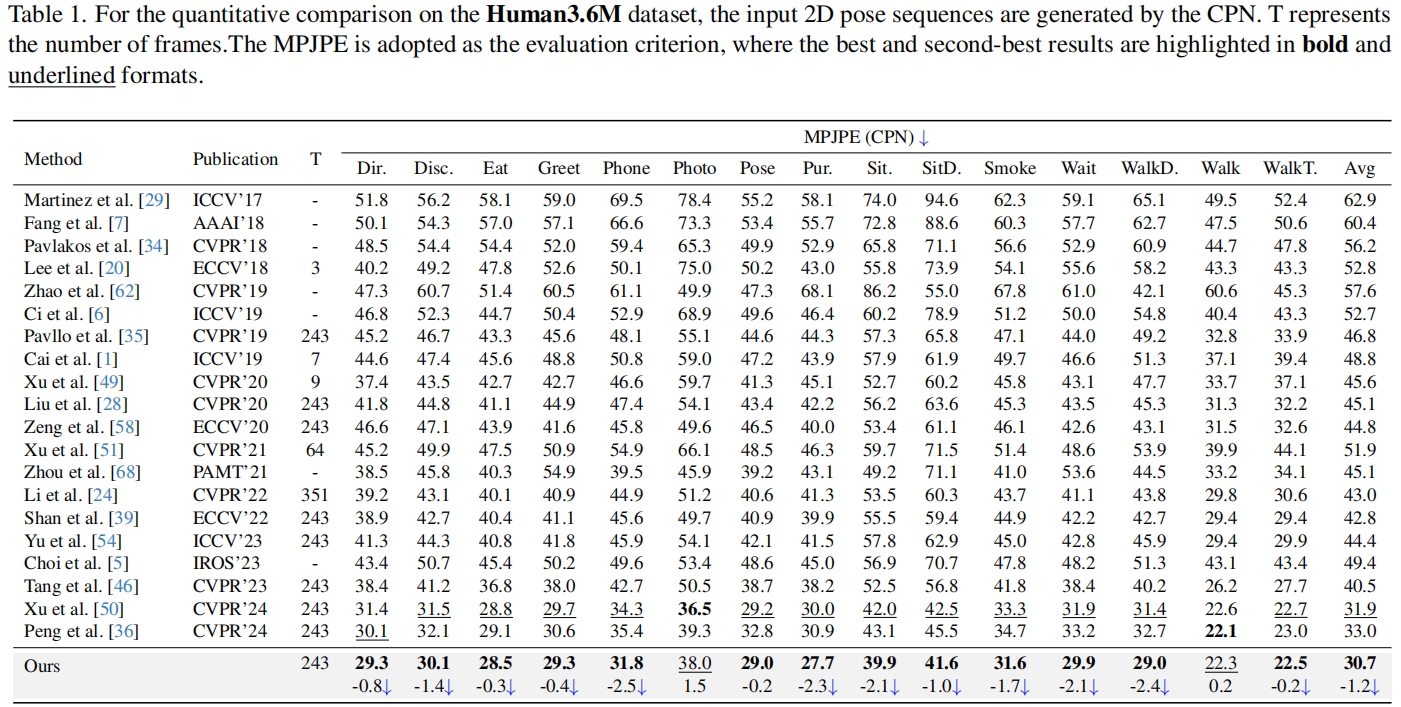 Table 1. For the quantitative comparison on the Human3.6M dataset, the input 2D pose sequences are generated by the CPN. T represents
the number of frames.The MPJPE is adopted as the evaluation criterion, where the best and second-best results are highlighted in bold and
underlined formats.
MPJPE (CPN) ↓
Method Publication T Dir. Disc. Eat Greet Phone Photo Pose Pur. Sit. SitD. Smoke Wait WalkD. Walk WalkT. Avg
Martinez et al. [29] ICCV’17 - 51.8 56.2 58.1 59.0 69.5 78.4 55.2 58.1 74.0 94.6 62.3 59.1 65.1 49.5 52.4 62.9
Fang et al. [7] AAAI’18 - 50.1 54.3 57.0 57.1 66.6 73.3 53.4 55.7 72.8 88.6 60.3 57.7 62.7 47.5 50.6 60.4
Pavlakos et al. [34] CVPR’18 - 48.5 54.4 54.4 52.0 59.4 65.3 49.9 52.9 65.8 71.1 56.6 52.9 60.9 44.7 47.8 56.2
Lee et al. [20] ECCV’18 3 40.2 49.2 47.8 52.6 50.1 75.0 50.2 43.0 55.8 73.9 54.1 55.6 58.2 43.3 43.3 52.8
Zhao et al. [62] CVPR’19 - 47.3 60.7 51.4 60.5 61.1 49.9 47.3 68.1 86.2 55.0 67.8 61.0 42.1 60.6 45.3 57.6
Ci et al. [6] ICCV’19 - 46.8 52.3 44.7 50.4 52.9 68.9 49.6 46.4 60.2 78.9 51.2 50.0 54.8 40.4 43.3 52.7
Pavllo et al. [35] CVPR’19 243 45.2 46.7 43.3 45.6 48.1 55.1 44.6 44.3 57.3 65.8 47.1 44.0 49.2 32.8 33.9 46.8
Cai et al. [1] ICCV’19 7 44.6 47.4 45.6 48.8 50.8 59.0 47.2 43.9 57.9 61.9 49.7 46.6 51.3 37.1 39.4 48.8
Xu et al. [49] CVPR’20 9 37.4 43.5 42.7 42.7 46.6 59.7 41.3 45.1 52.7 60.2 45.8 43.1 47.7 33.7 37.1 45.6
Liu et al. [28] CVPR’20 243 41.8 44.8 41.1 44.9 47.4 54.1 43.4 42.2 56.2 63.6 45.3 43.5 45.3 31.3 32.2 45.1
Zeng et al. [58] ECCV’20 243 46.6 47.1 43.9 41.6 45.8 49.6 46.5 40.0 53.4 61.1 46.1 42.6 43.1 31.5 32.6 44.8
Xu et al. [51] CVPR’21 64 45.2 49.9 47.5 50.9 54.9 66.1 48.5 46.3 59.7 71.5 51.4 48.6 53.9 39.9 44.1 51.9
Zhou et al. [68] PAMT’21 - 38.5 45.8 40.3 54.9 39.5 45.9 39.2 43.1 49.2 71.1 41.0 53.6 44.5 33.2 34.1 45.1
Li et al. [24] CVPR’22 351 39.2 43.1 40.1 40.9 44.9 51.2 40.6 41.3 53.5 60.3 43.7 41.1 43.8 29.8 30.6 43.0
Shan et al. [39] ECCV’22 243 38.9 42.7 40.4 41.1 45.6 49.7 40.9 39.9 55.5 59.4 44.9 42.2 42.7 29.4 29.4 42.8
Yu et al. [54] ICCV’23 243 41.3 44.3 40.8 41.8 45.9 54.1 42.1 41.5 57.8 62.9 45.0 42.8 45.9 29.4 29.9 44.4
Choi et al. [5] IROS’23 - 43.4 50.7 45.4 50.2 49.6 53.4 48.6 45.0 56.9 70.7 47.8 48.2 51.3 43.1 43.4 49.4
Tang et al. [46] CVPR’23 243 38.4 41.2 36.8 38.0 42.7 50.5 38.7 38.2 52.5 56.8 41.8 38.4 40.2 26.2 27.7 40.5
Xu et al. [50] CVPR’24 243 31.4 31.5 28.8 29.7 34.3 36.5 29.2 30.0 42.0 42.5 33.3 31.9 31.4 22.6 22.7 31.9
Peng et al. [36] CVPR’24 243 30.1 32.1 29.1 30.6 35.4 39.3 32.8 30.9 43.1 45.5 34.7 33.2 32.7 22.1 23.0 33.0
Ours 243 29.3 30.1 28.5 29.3 31.8 38.0 29.0 27.7 39.9 41.6 31.6 29.9 29.0 22.3 22.5 30.7
-0.8↓ -1.4↓ -0.3↓ -0.4↓ -2.5↓ 1.5 -0.2 -2.3↓ -2.1↓ -1.0↓ -1.7↓ -2.1↓ -2.4↓ 0.2 -0.2↓ -1.2↓